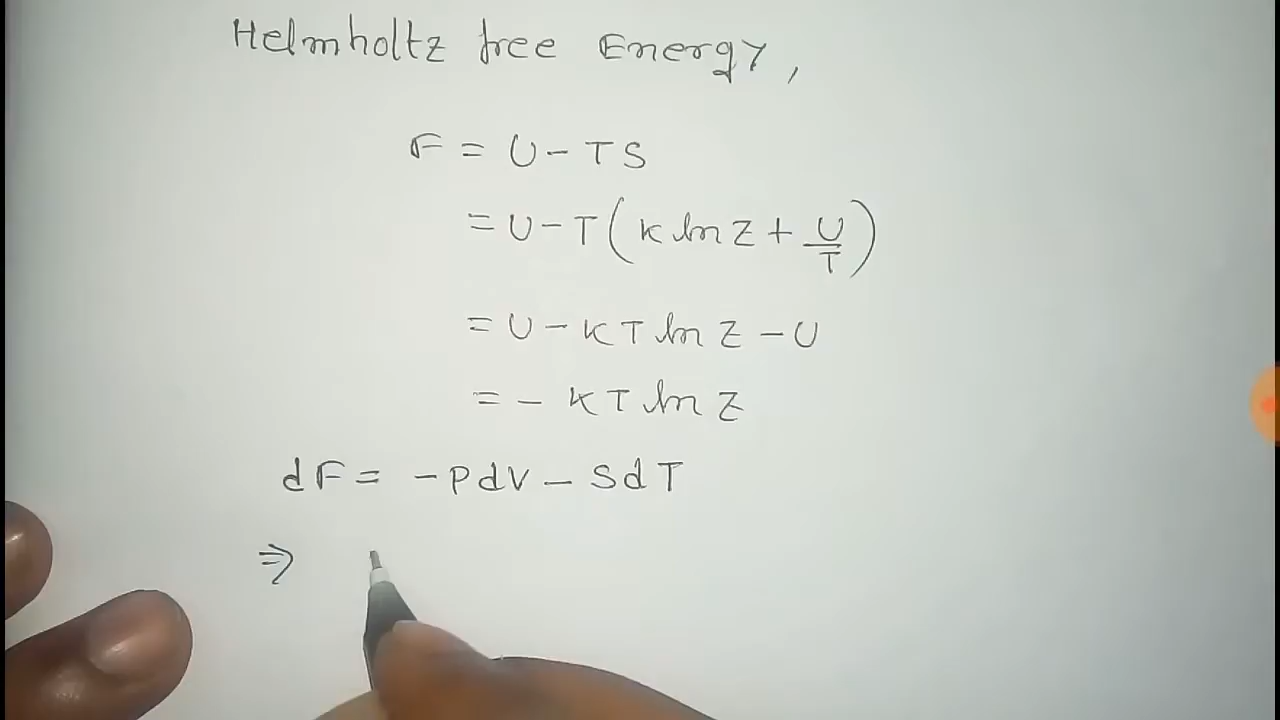 Helmholtz free Energy,
F = U - TS
= U - T(K ln Z + U/T)
= U - KT ln Z - U
= - KT ln Z
dF = - PdV - SdT
⇒